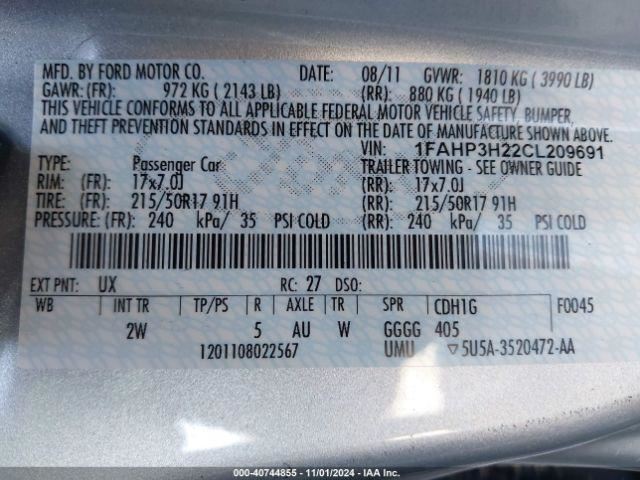 MFD. BY FORD MOTOR CO. DATE: 08/11 GVWR: 1810 KG ( 3990 LB)
GAWR: (FR): 972 KG ( 2143 LB) (RR): 880 KG ( 1940 LB)
THIS VEHICLE CONFORMS TO ALL APPLICABLE FEDERAL MOTOR VEHICLE SAFETY, BUMPER,
AND THEFT PREVENTION STANDARDS IN EFFECT ON THE DATE OF MANUFACTURE SHOWN ABOVE.
VIN: 1FAHP3H22CL209691
TYPE: Passenger Car TRAILER TOWING - SEE OWNER GUIDE
RIM: (FR): 17x7.0J (RR): 17x7.0J
TIRE: (FR): 215/50R17 91H (RR): 215/50R17 91H
PRESSURE: (FR): 240 kPa/ 35 PSI COLD (RR): 240 kPa/ 35 PSI COLD
EXT PNT: UX RC: 27 DSO:
WB INT TR TP/PS R AXLE TR SPR CDH1G F0045
2W 5 AU W GGGG 405
1201108022567 UMU ▽5U5A-3520472-AA
000-40744855 • 11/01/2024 - IAA Inc.